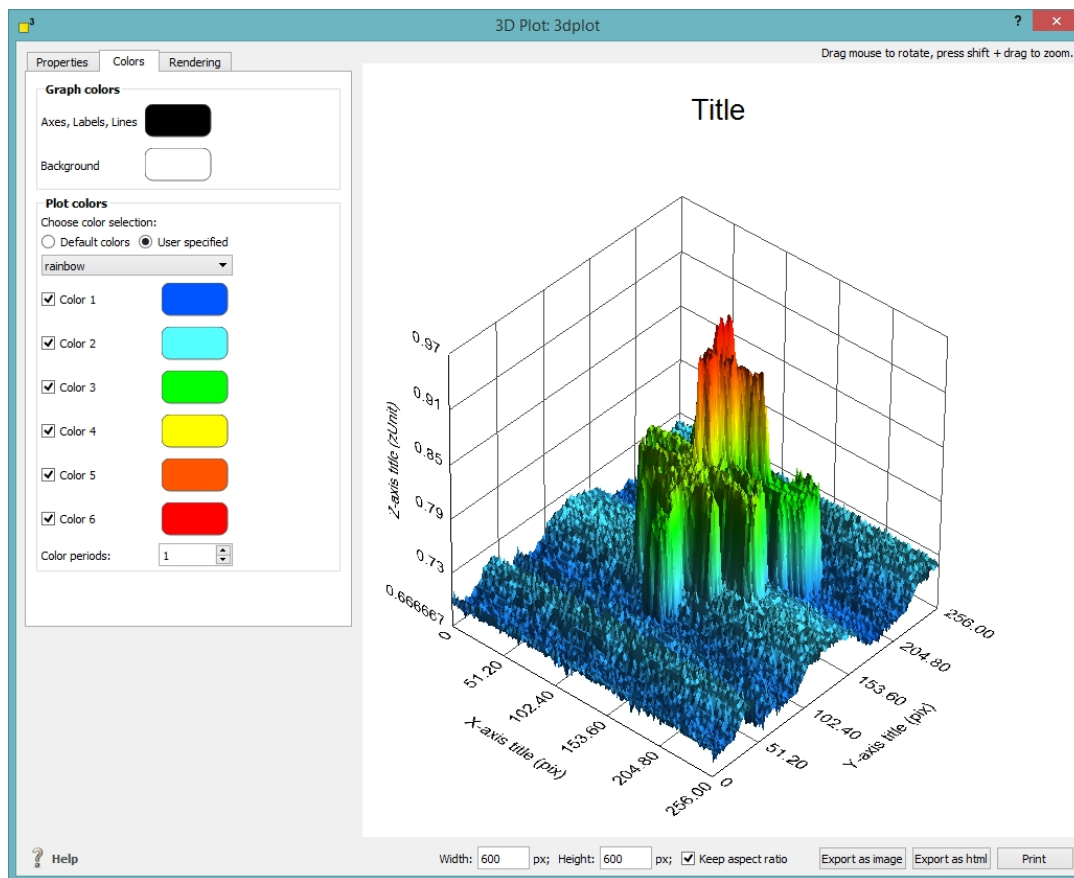 3
3D Plot: 3dplot
?
Drag mouse to rotate, press shift + drag to zoom.
Properties Colors Rendering
Graph colors
Axes, Labels, Lines
Background
Plot colors
Choose color selection:
Default colors User specified
rainbow
Color 1
Color 2
Color 3
Color 4
Color 5
Color 6
Color periods: 1
Title
0.97
0.91
0.85
0.79
0.73
0.666667
Z-axis title (zUnit)
0
51.20
102.40
153.60
204.80
256.00
X-axis title (pix)
0
51.20
102.40
153.60
204.80
256.00
Y-axis title (pix)
? Help
Width: 600 px; Height: 600 px; Keep aspect ratio Export as image Export as html Print